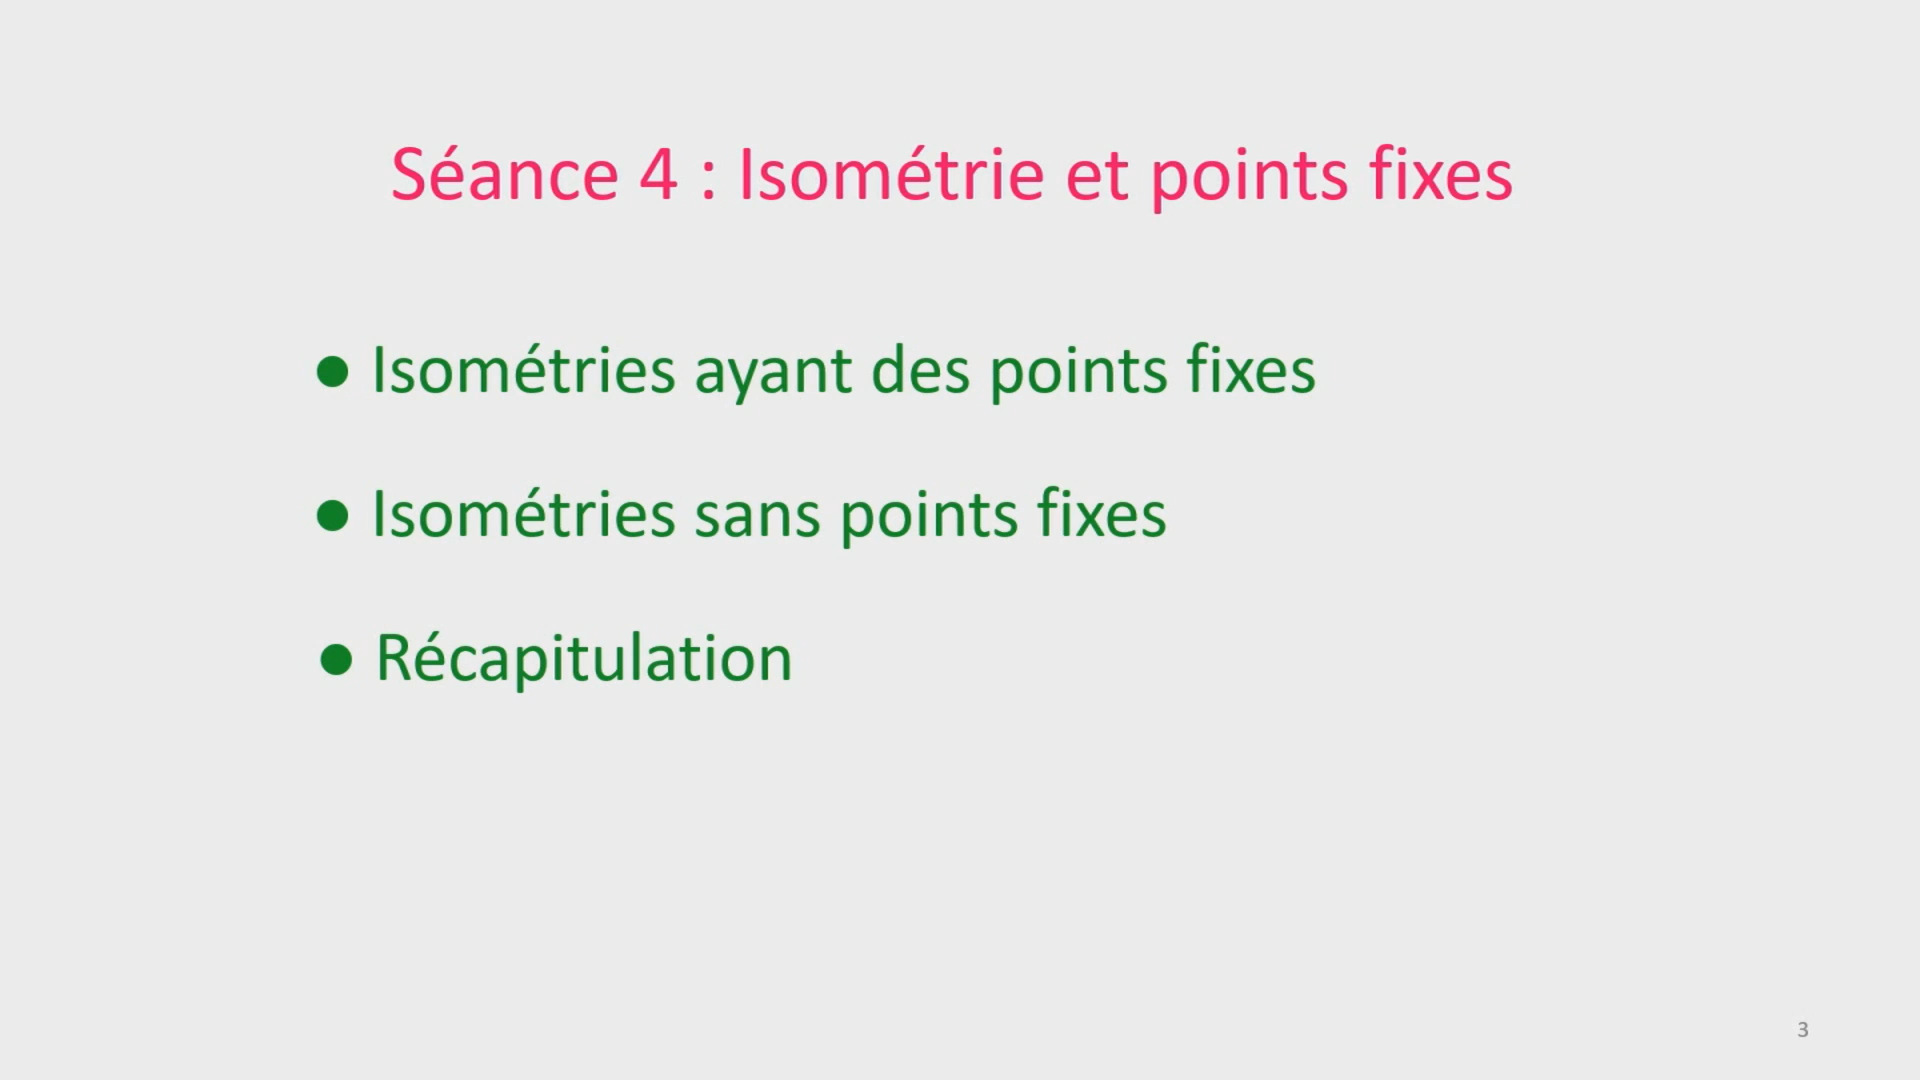 Séance 4 : Isométrie et points fixes
● Isométries ayant des points fixes
● Isométries sans points fixes
● Récapitulation
3